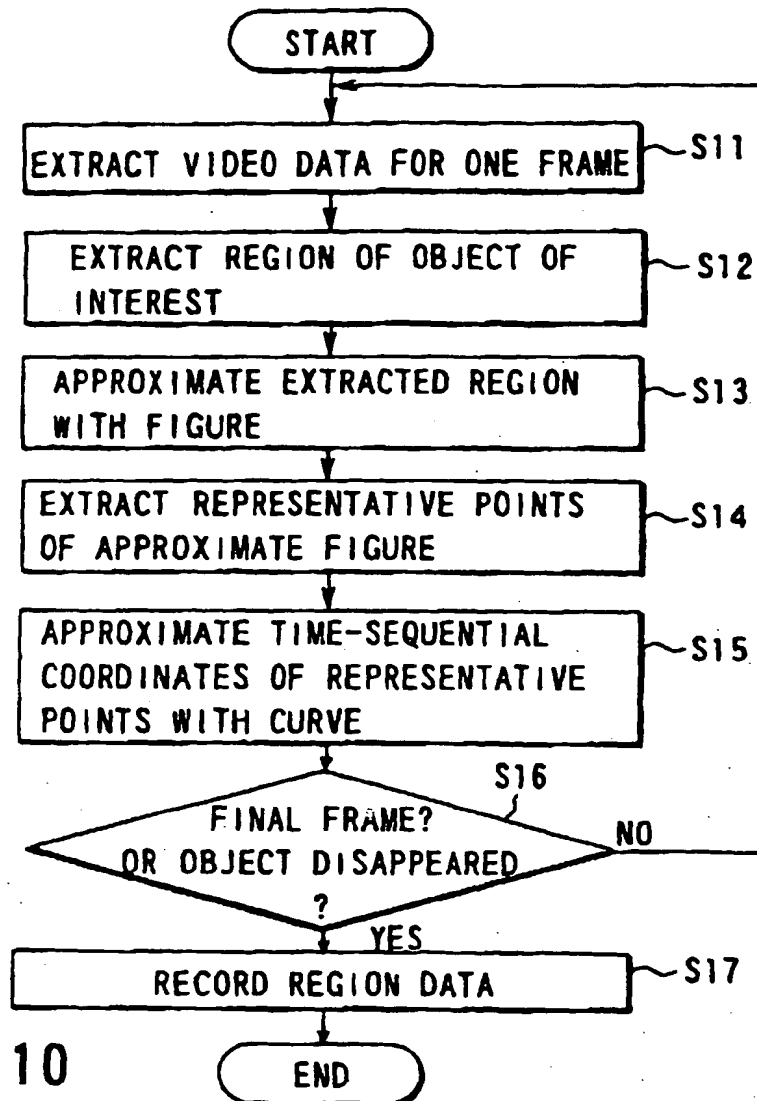 START
EXTRACT VIDEO DATA FOR ONE FRAME
S11
EXTRACT REGION OF OBJECT OF
INTEREST
S12
APPROXIMATE EXTRACTED REGION
WITH FIGURE
S13
EXTRACT REPRESENTATIVE POINTS
OF APPROXIMATE FIGURE
S14
APPROXIMATE TIME-SEQUENTIAL
COORDINATES OF REPRESENTATIVE
POINTS WITH CURVE
S15
S16
FINAL FRAME?
OR OBJECT DISAPPEARED
?
NO
YES
RECORD REGION DATA
S17
END
10